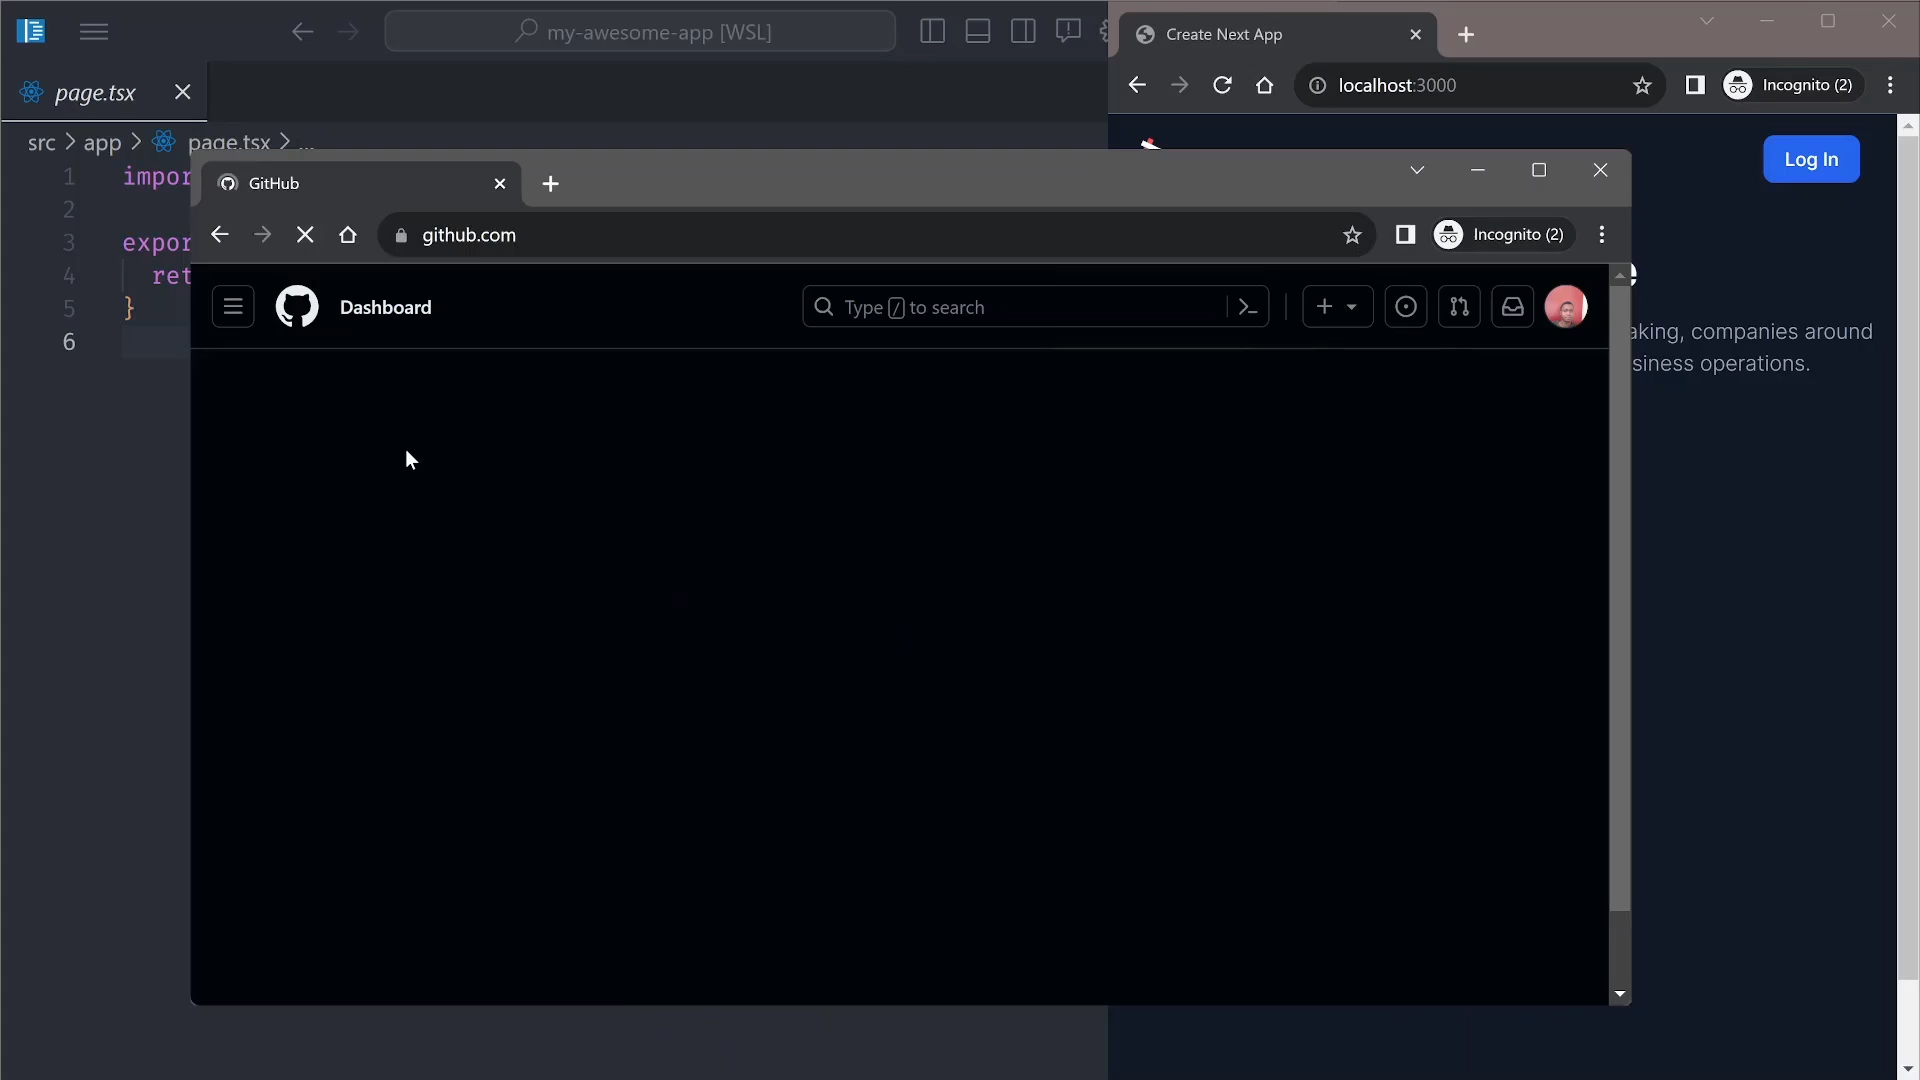 my-awesome-app [WSL]
page.tsx
src > app > page.tsx > ...
1 impor
2
3 expor
4 ret
5 }
6
Create Next App
localhost:3000
Incognito (2)
Log In
aking, companies around
siness operations.
GitHub
github.com
Incognito (2)
Dashboard
Type / to search